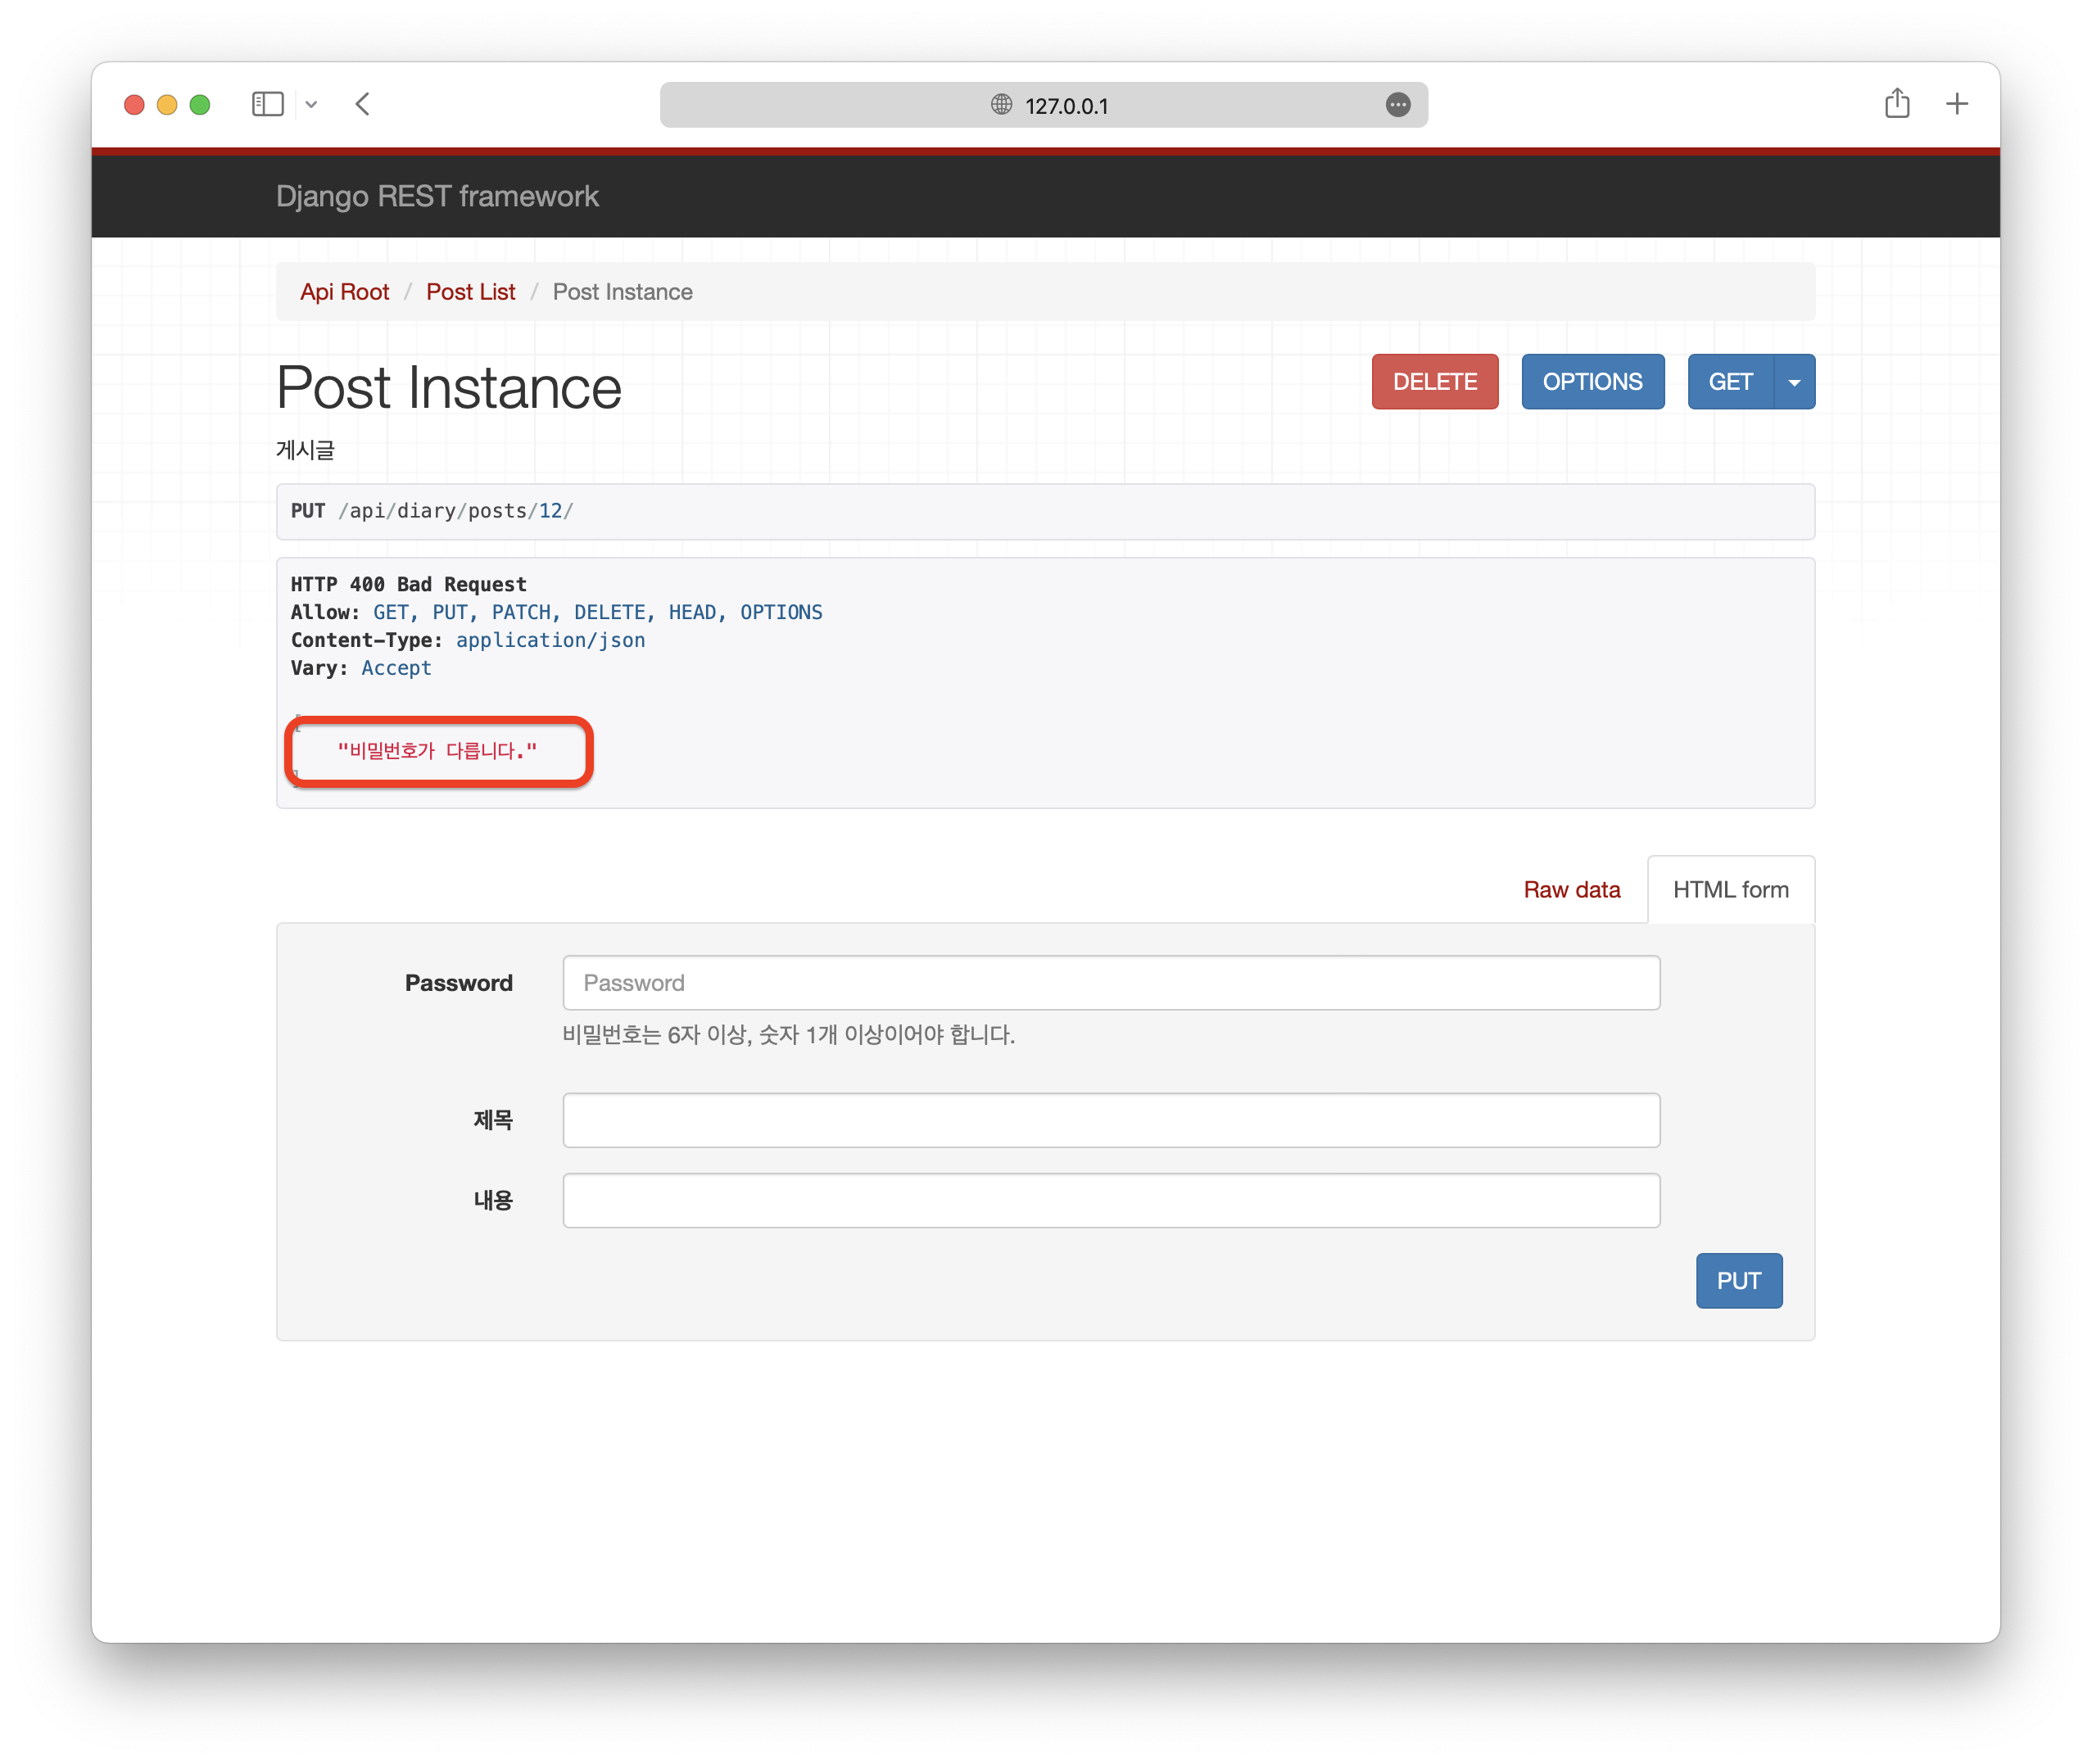 127.0.0.1
Django REST framework
Api Root / Post List / Post Instance
Post Instance
DELETE
OPTIONS
GET
게시글
PUT /api/diary/posts/12/
HTTP 400 Bad Request
Allow: GET, PUT, PATCH, DELETE, HEAD, OPTIONS
Content-Type: application/json
Vary: Accept
[
"비밀번호가 다릅니다."
]
Raw data
HTML form
Password
Password
비밀번호는 6자 이상, 숫자 1개 이상이어야 합니다.
제목
내용
PUT